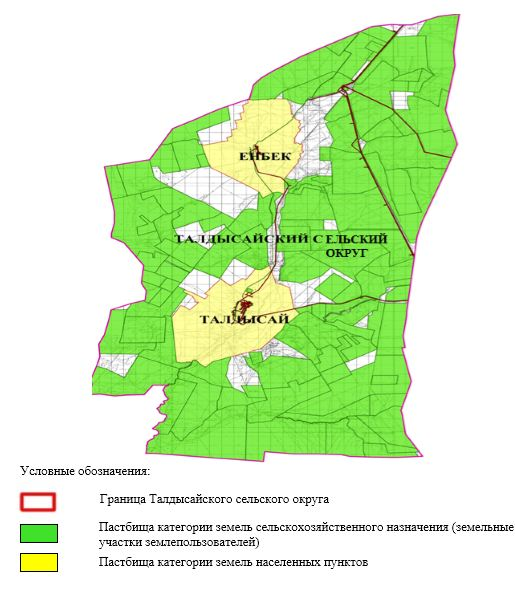 ЕНБЕК
ТАЛДЫСАЙСКИЙ СЕЛЬСКИЙ
ОКРУГ
ТАЛДЫСАЙ
Условные обозначения:
Граница Талдысайского сельского округа
Пастбища категории земель сельскохозяйственного назначения (земельные
участки землепользователей)
Пастбища категории земель населенных пунктов